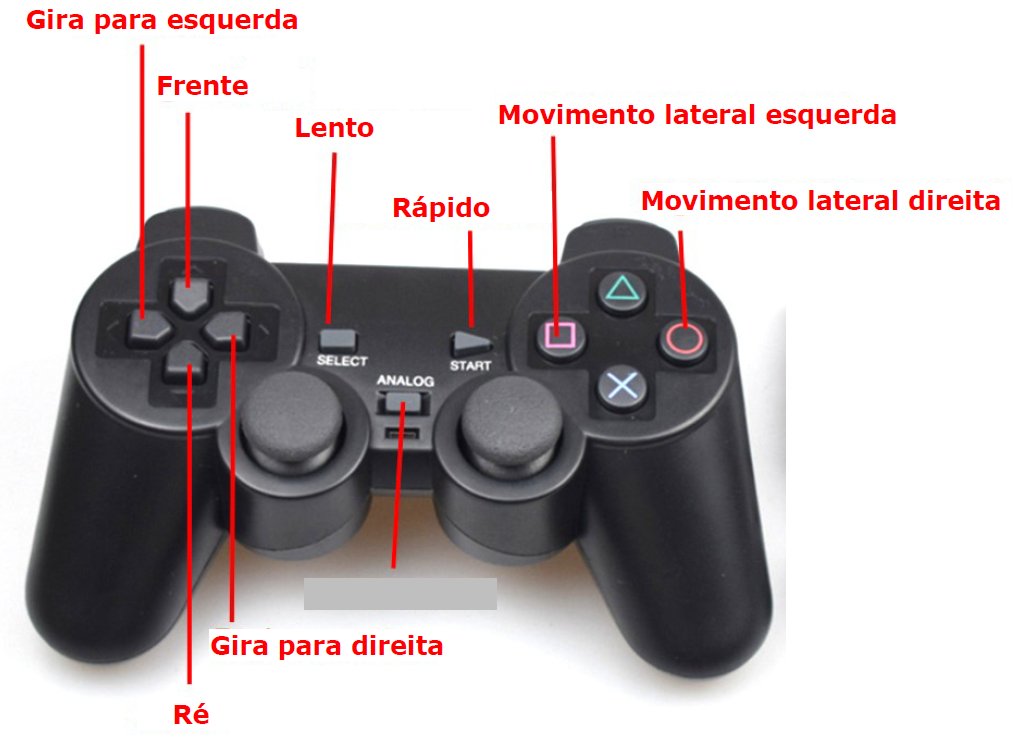 Gira para esquerda
Frente
Lento
Movimento lateral esquerda
Rápido
Movimento lateral direita
SELECT
START
ANALOG
Gira para direita
Ré